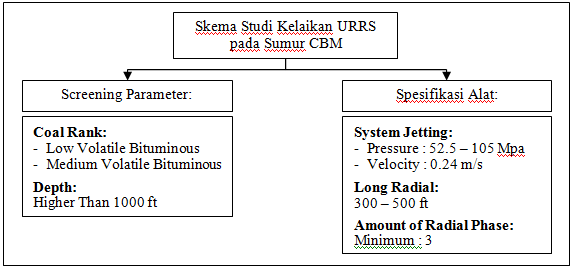 Skema Studi Kelaikan URRS
pada Sumur CBM
Screening Parameter:
Spesifikasi Alat:
Coal Rank:
- Low Volatile Bituminous
- Medium Volatile Bituminous
Depth:
Higher Than 1000 ft
System Jetting:
- Pressure : 52.5 – 105 Mpa
- Velocity : 0.24 m/s
Long Radial:
300 – 500 ft
Amount of Radial Phase:
Minimum : 3